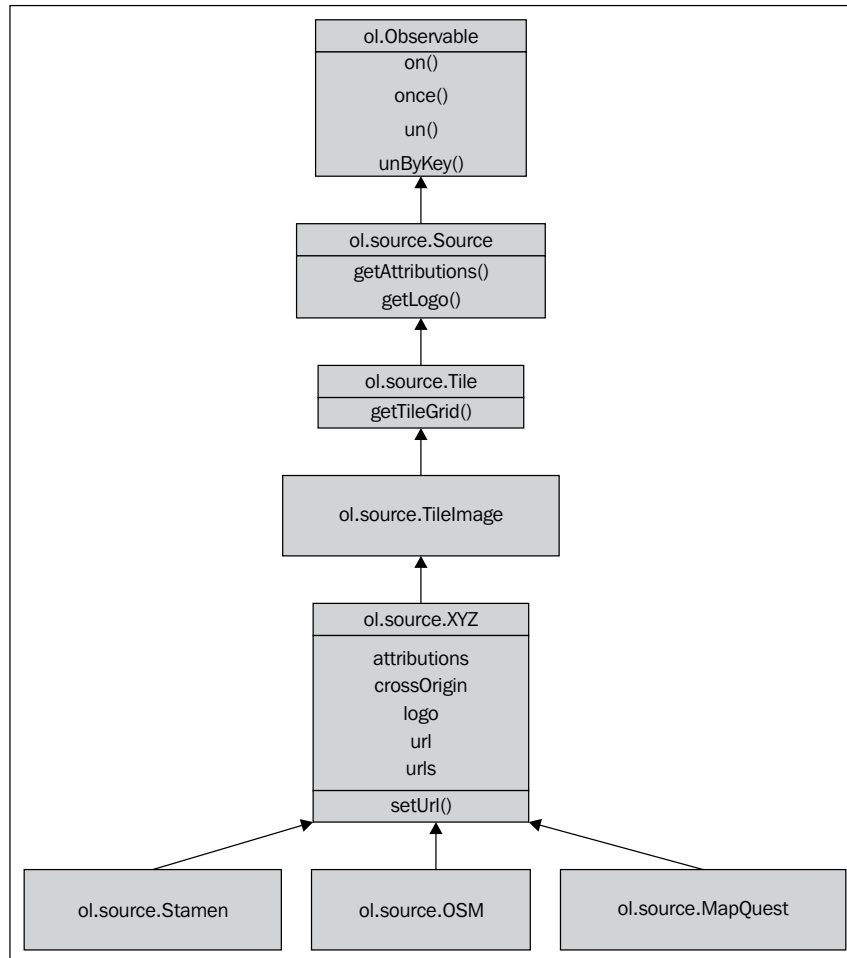 ol.Observable
on()
once()
un()
unByKey()
ol.source.Source
getAttributions()
getLogo()
ol.source.Tile
getTileGrid()
ol.source.TileImage
ol.source.XYZ
attributions
crossOrigin
logo
url
urls
setUrl()
ol.source.Stamen
ol.source.OSM
ol.source.MapQuest